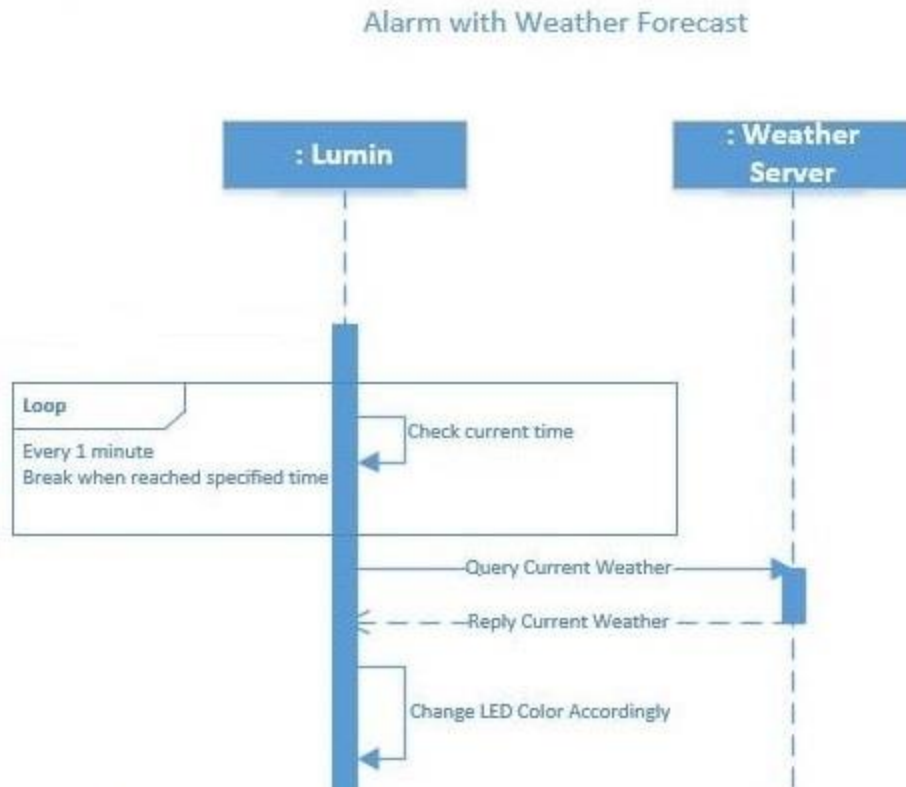 Alarm with Weather Forecast
: Lumin
: Weather
Server
Loop
Every 1 minute
Break when reached specified time
Check current time
Query Current Weather
Reply Current Weather
Change LED Color Accordingly